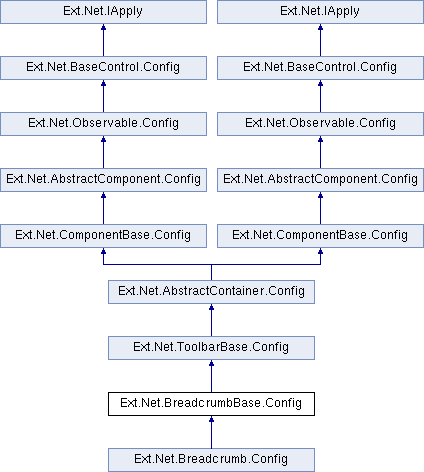 Ext.Net.IApply
Ext.Net.IApply
Ext.Net.BaseControl.Config
Ext.Net.BaseControl.Config
Ext.Net.Observable.Config
Ext.Net.Observable.Config
Ext.Net.AbstractComponent.Config
Ext.Net.AbstractComponent.Config
Ext.Net.ComponentBase.Config
Ext.Net.ComponentBase.Config
Ext.Net.AbstractContainer.Config
Ext.Net.ToolbarBase.Config
Ext.Net.BreadcrumbBase.Config
Ext.Net.Breadcrumb.Config